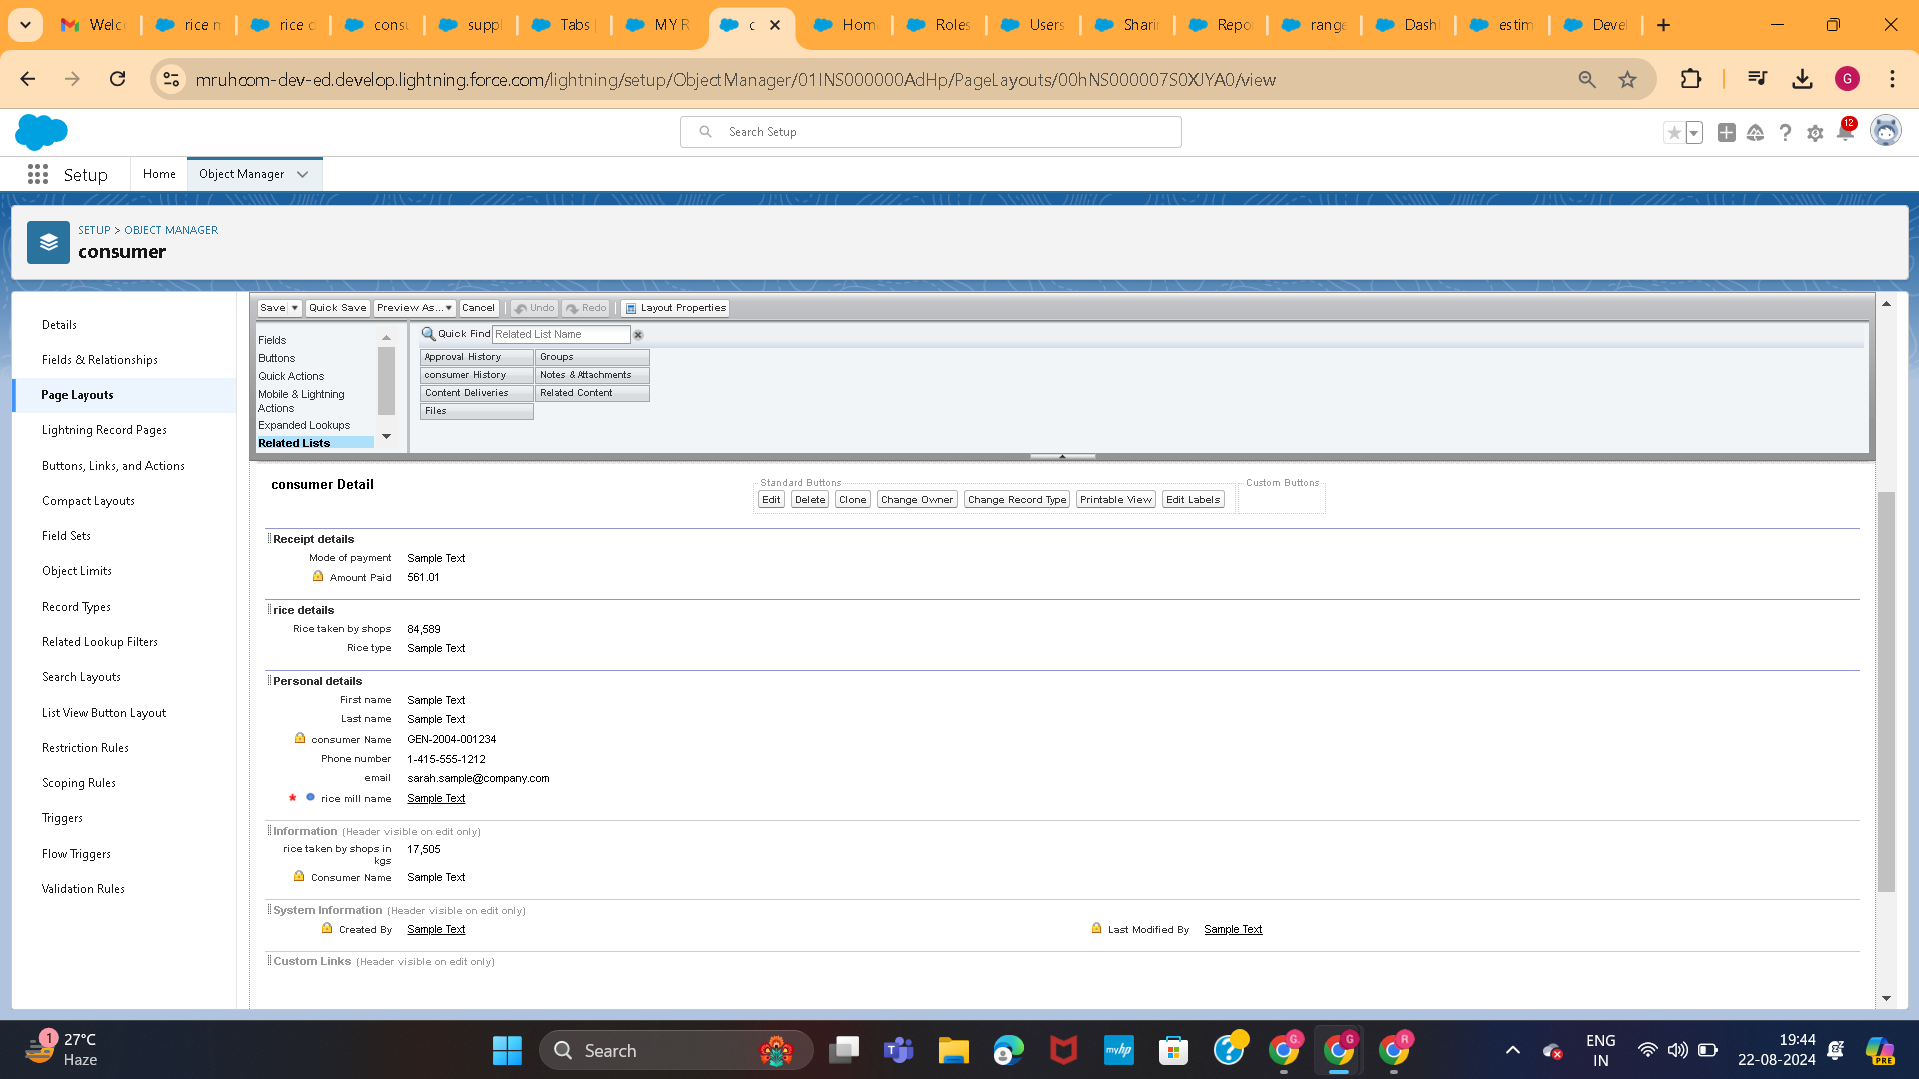 Welc
rice m
rice d
consu
suppl
Tabs
MY R
c
Home
Roles
Users
Sharin
Repo
range
Dashl
estim
Devel
mruhcom-dev-ed.develop.lightning.force.com/lightning/setup/ObjectManager/01INS000000AdHp/PageLayouts/00hNS000007S0XJYA0/view
G
Search Setup
12
Setup
Home
Object Manager
SETUP > OBJECT MANAGER
consumer
Details
Fields & Relationships
Page Layouts
Lightning Record Pages
Buttons, Links, and Actions
Compact Layouts
Field Sets
Object Limits
Record Types
Related Lookup Filters
Search Layouts
List View Button Layout
Restriction Rules
Scoping Rules
Triggers
Flow Triggers
Validation Rules
Save Quick Save Preview As... Cancel Undo Redo Layout Properties
Fields
Buttons
Quick Actions
Mobile & Lightning
Actions
Expanded Lookups
Related Lists
Quick Find Related List Name
Approval History Groups
consumer History Notes & Attachments
Content Deliveries Related Content
Files
consumer Detail
Standard Buttons
Edit Delete Clone Change Owner Change Record Type Printable View Edit Labels
Custom Buttons
Receipt details
Mode of payment Sample Text
Amount Paid 561.01
rice details
Rice taken by shops 84,589
Rice type Sample Text
Personal details
First name Sample Text
Last name Sample Text
consumer Name GEN-2004-001234
Phone number 1-415-555-1212
email sarah.sample@company.com
* rice mill name Sample Text
Information (Header visible on edit only)
rice taken by shops in
kgs 17,505
Consumer Name Sample Text
System Information (Header visible on edit only)
Created By Sample Text Last Modified By Sample Text
Custom Links (Header visible on edit only)
1
27°C
Haze
Search
myhp
G
G
R
ENG
IN
19:44
22-08-2024
PRE